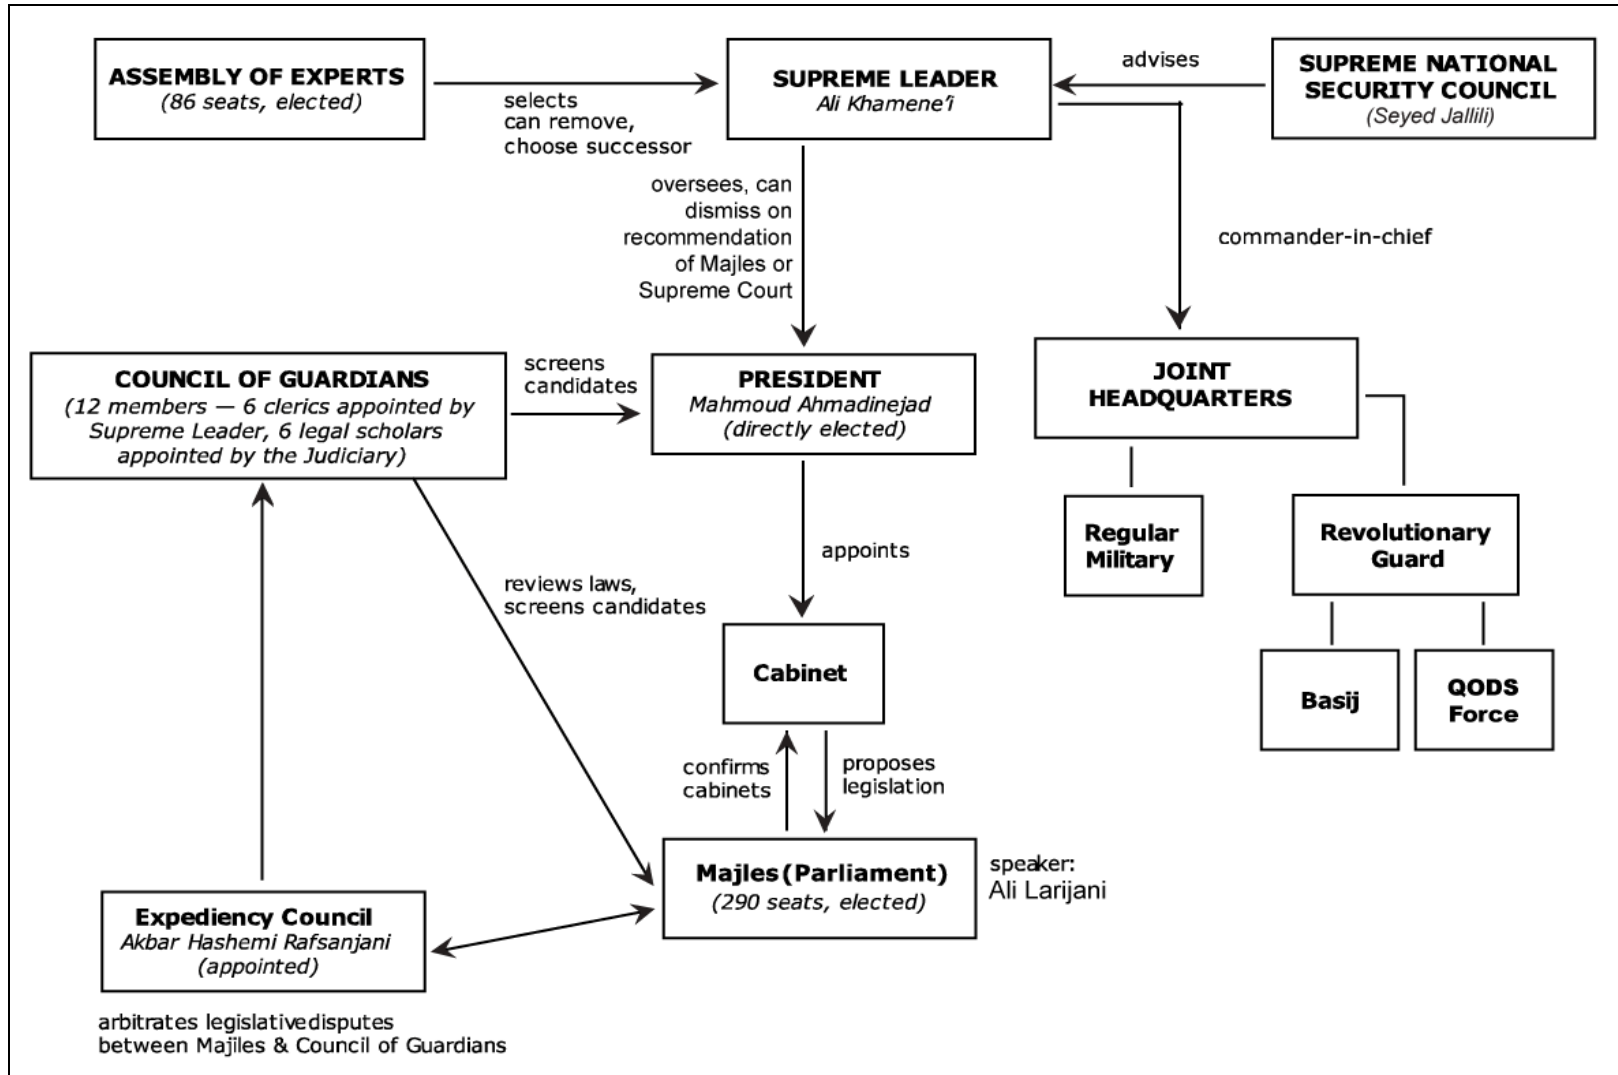 ASSEMBLY OF EXPERTS
(86 seats, elected)
selects
can remove,
choose successor
SUPREME LEADER
Ali Khamene’i
advises
SUPREME NATIONAL
SECURITY COUNCIL
(Seyed Jallili)
oversees, can
dismiss on
recommendation
of Majles or
Supreme Court
commander-in-chief
COUNCIL OF GUARDIANS
(12 members — 6 clerics appointed by
Supreme Leader, 6 legal scholars
appointed by the Judiciary)
screens
candidates
PRESIDENT
Mahmoud Ahmadinejad
(directly elected)
JOINT
HEADQUARTERS
Regular
Military
Revolutionary
Guard
appoints
reviews laws,
screens candidates
Cabinet
Basij
QODS
Force
confirms
cabinets
proposes
legislation
Majles (Parliament)
(290 seats, elected)
speaker:
Ali Larijani
Expediency Council
Akbar Hashemi Rafsanjani
(appointed)
arbitrates legislative disputes
between Majiles & Council of Guardians